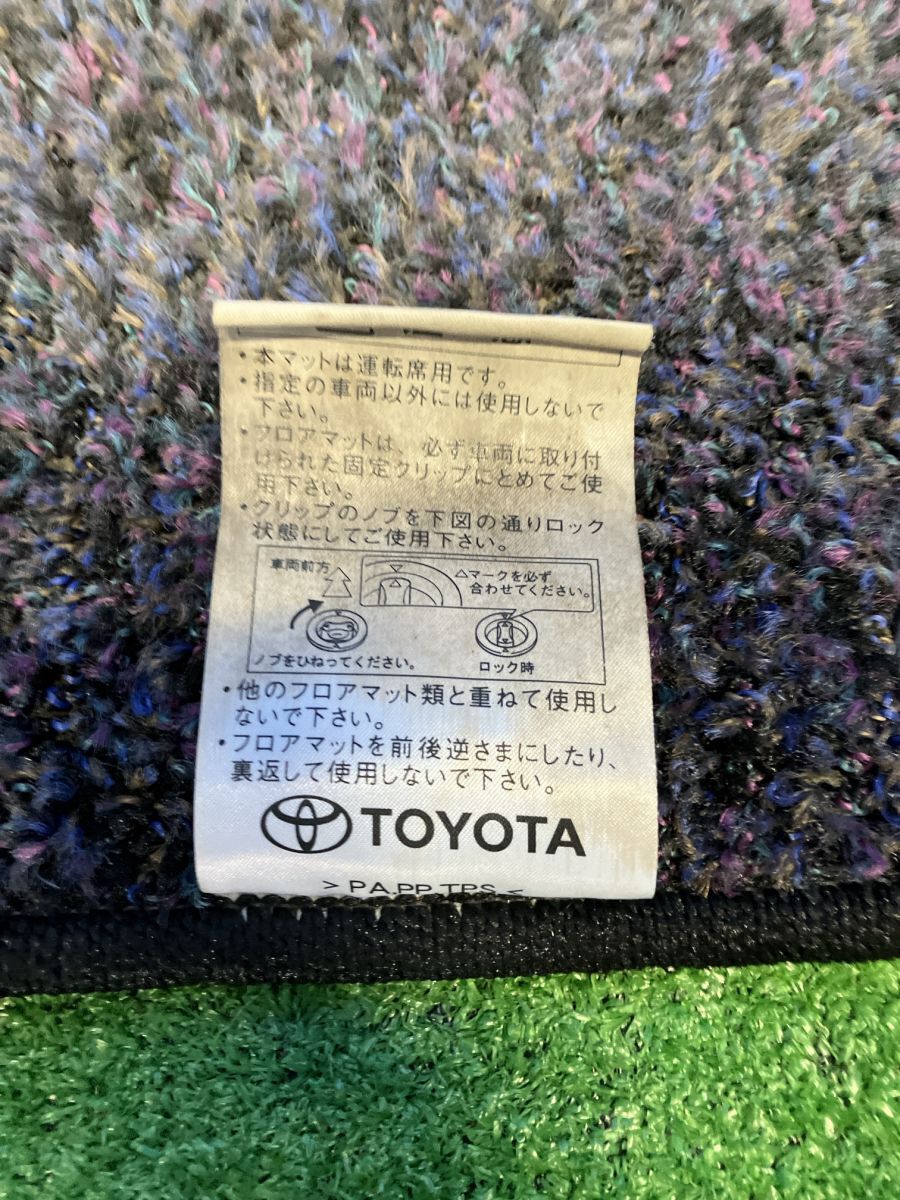 ・本マットは運転席用です。
・指定の車両以外には使用しないで
下さい。
・フロアマットは、必ず車両に取り付
けられた固定クリップにとめてご使
用下さい。
・クリップのノブを下図の通りロック
状態にしてご使用下さい。
車両前方
△マークを必ず
合わせてください。
ノブをひねってください。
ロック時
・他のフロアマット類と重ねて使用し
ないで下さい。
・フロアマットを前後逆さまにしたり、
裏返して使用しないで下さい。
TOYOTA
> PA,PP,TPS <